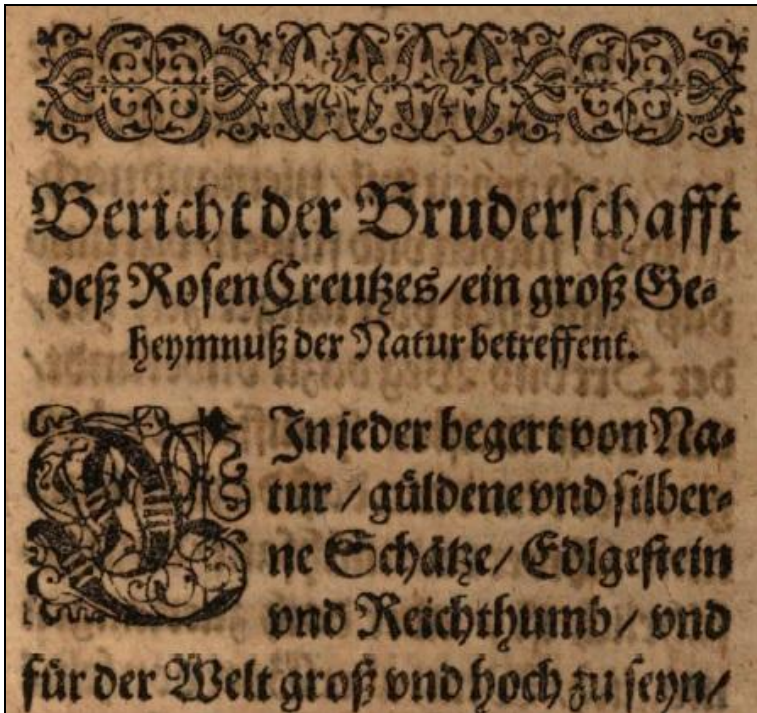 Bericht der Bruderschafft
deß RosenCreutzes/ein groß Ge-
heymnuß der Natur betreffent.
EIn jeder begert von Na-
tur / güldene vnd silber-
ne Schätze/ Edlgestein
vnd Reichthumb / vnd
für der Welt groß vnd hoch zu seyn/